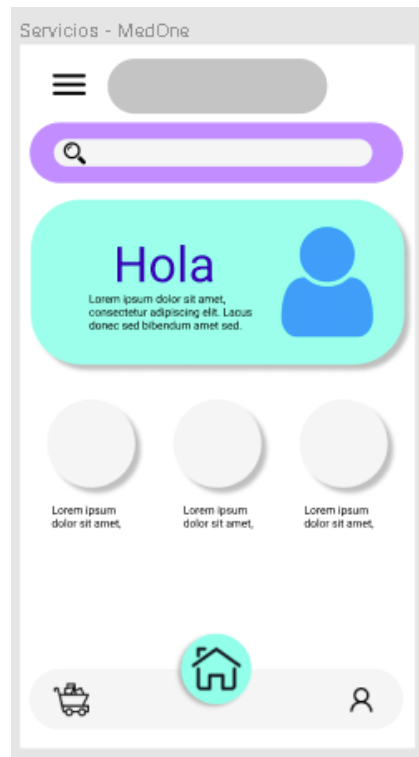 Servicios - MedOne
Hola
Lorem ipsum dolor sit amet,
consectetur adipiscing elit. Lacus
donec sed bibendum amet sed.
Lorem ipsum
dolor sit amet,
Lorem ipsum
dolor sit amet,
Lorem ipsum
dolor sit amet,